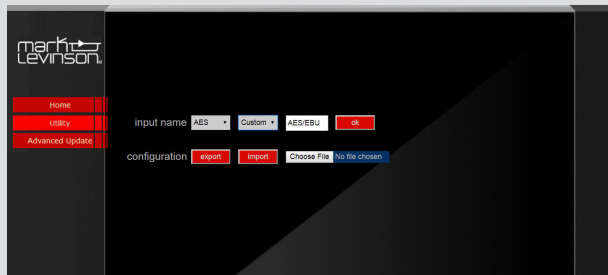 mark
Levinson®
Home
Utility
Advanced Update
input name AES Custom AES/EBU ok
configuration export import Choose File No file chosen